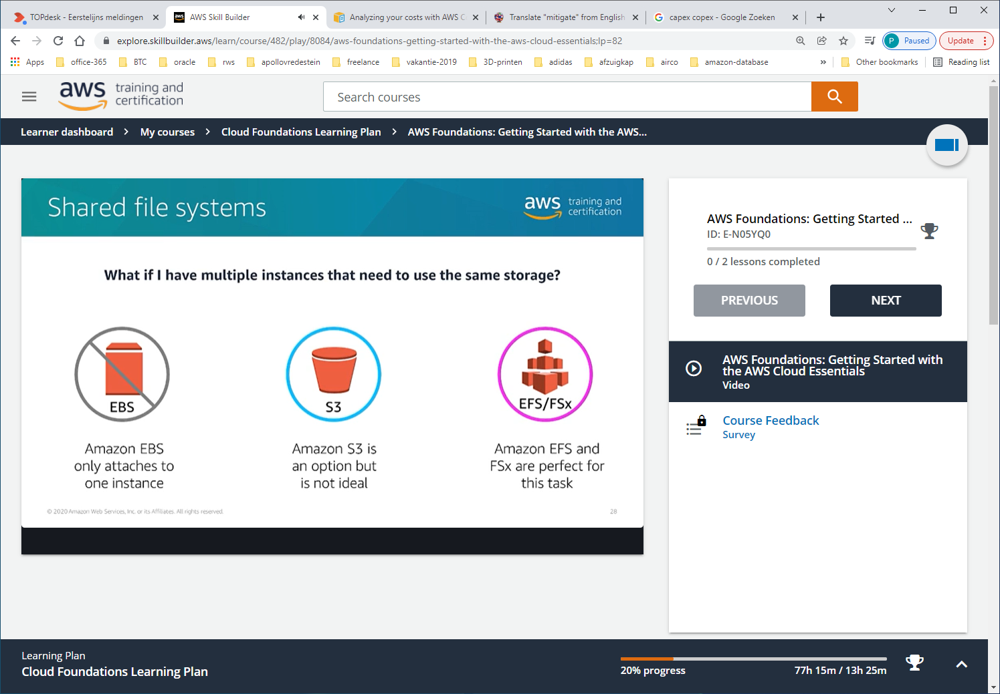 TOPdesk - Eerstelijns meldingen
AWS Skill Builder
Analyzing your costs with AWS C
Translate "mitigate" from English
capex copex - Google Zoeken
explore.skillbuilder.aws/learn/course/482/play/8084/aws-foundations-getting-started-with-the-aws-cloud-essentials;lp=82
P Paused
Update
Apps
office-365
BTC
oracle
rws
apollovredestein
freelance
vakantie-2019
3D-printen
adidas
afzuigkap
airco
amazon-database
»
Other bookmarks
Reading list
aws training and certification
Search courses
Learner dashboard > My courses > Cloud Foundations Learning Plan > AWS Foundations: Getting Started with the AWS...
Shared file systems
aws training and certification
What if I have multiple instances that need to use the same storage?
EBS
S3
EFS/FSx
Amazon EBS
only attaches to
one instance
Amazon S3 is
an option but
is not ideal
Amazon EFS and
FSx are perfect for
this task
© 2020 Amazon Web Services, Inc. or its Affiliates. All rights reserved.
28
AWS Foundations: Getting Started ...
ID: E-N05YQ0
0 / 2 lessons completed
PREVIOUS
NEXT
AWS Foundations: Getting Started with
the AWS Cloud Essentials
Video
Course Feedback
Survey
Learning Plan
Cloud Foundations Learning Plan
20% progress
77h 15m / 13h 25m